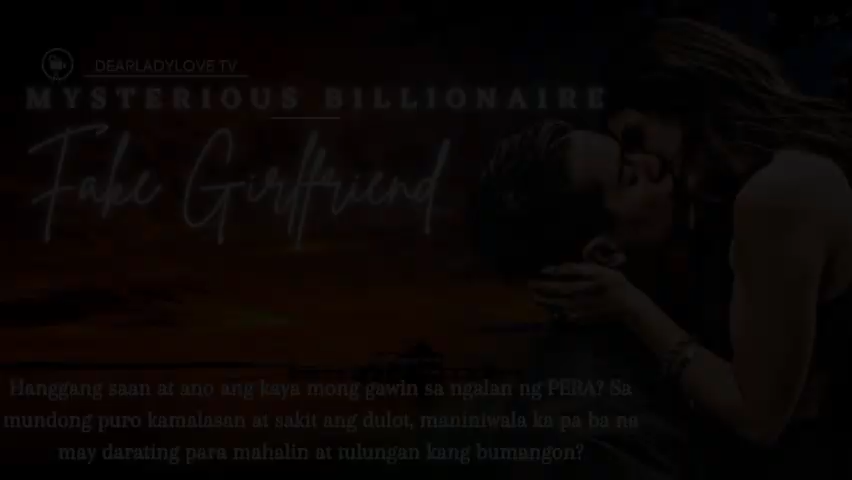 DEARLADYLOVE TV
MYSTERIOUS BILLIONAIRE
Fake Girlfriend
Hanggang saan at ano ang kaya mong gawin sa ngalan ng PERA? Sa
mundong puro kamalasan at sakit ang dulot, maniniwala ka pa ba na
may darating para mahalin at tulungan kang bumangon?